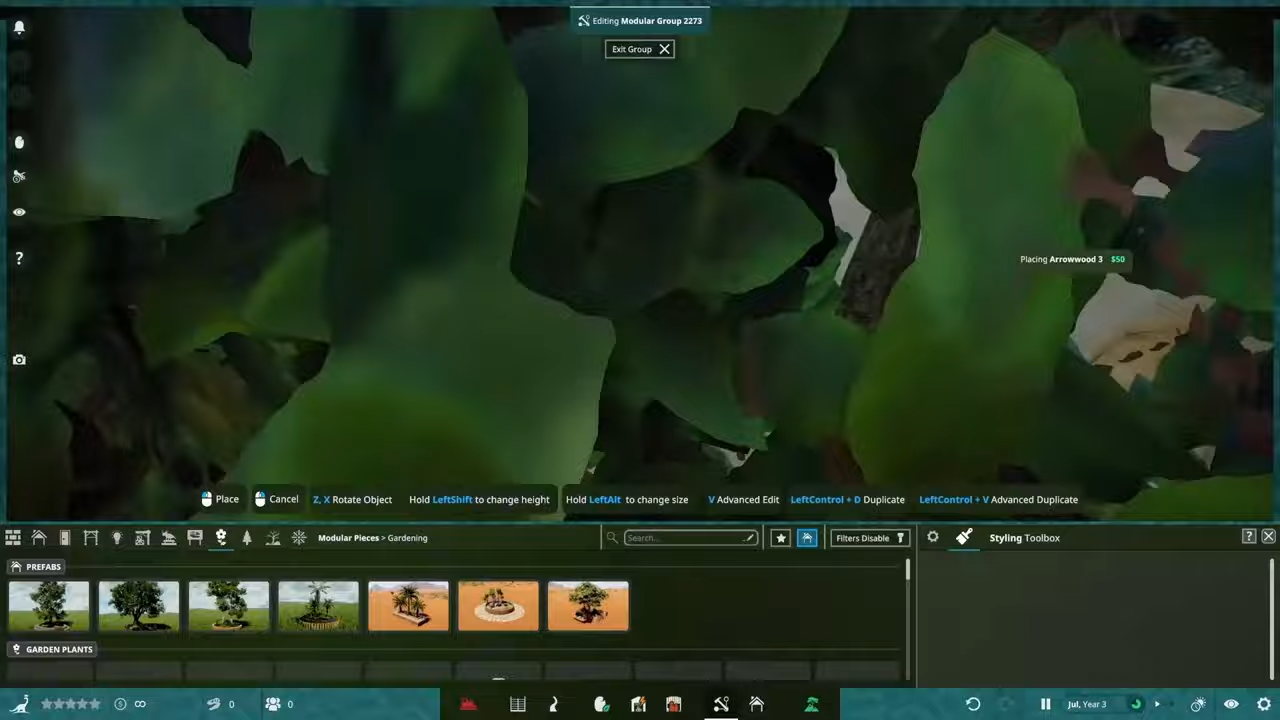 Editing Modular Group 2273
Exit Group
Placing Arrowwood 3 $50
Place
Cancel
Z, X Rotate Object
Hold LeftShift to change height
Hold LeftAlt to change size
V Advanced Edit
LeftControl + D Duplicate
LeftControl + V Advanced Duplicate
Modular Pieces > Gardening
Search...
Filters Disable
Styling Toolbox
?
PREFABS
GARDEN PLANTS
∞
0
0
Jul, Year 3